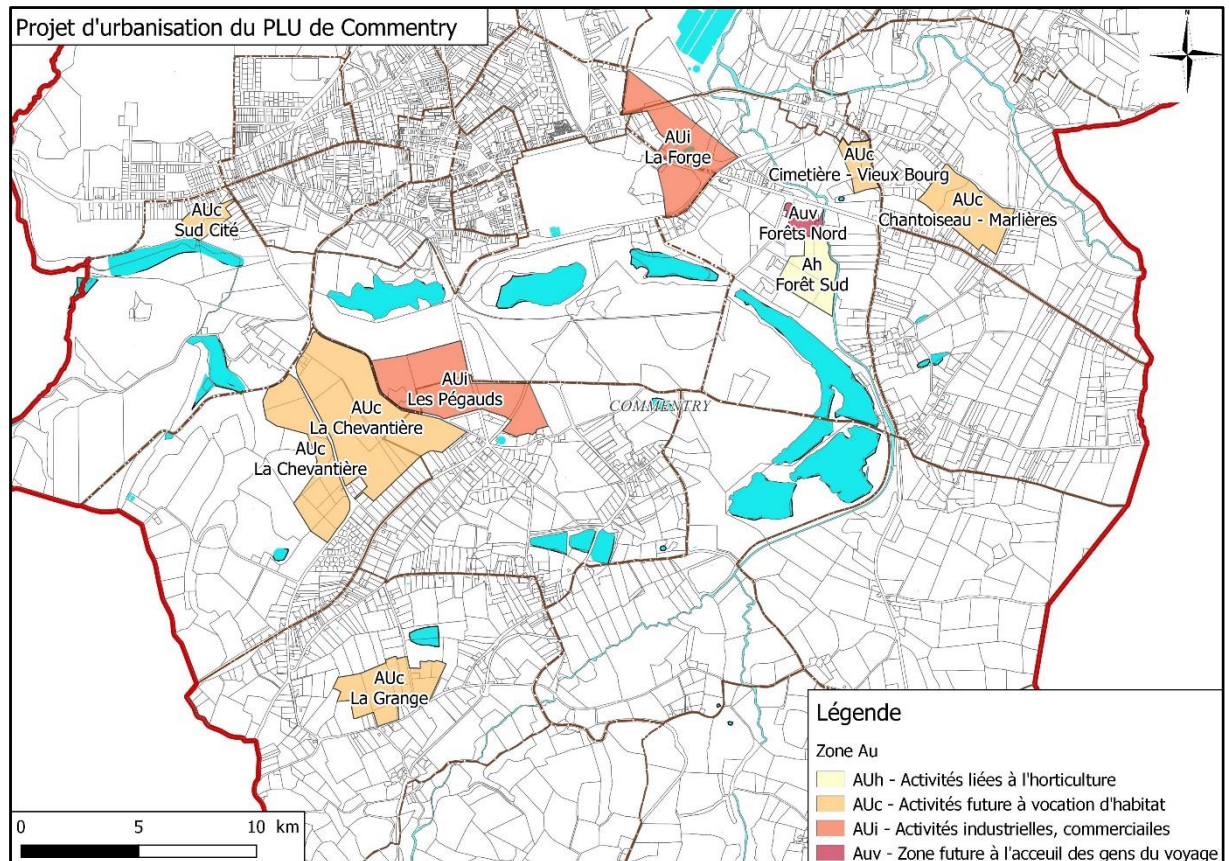 Projet d'urbanisation du PLU de Commentry
N
AUi
La Forge
AUc
Cimetière - Vieux Bourg
AUc
Chantoiseau - Marlières
AUc
Sud Cité
Auv
Forêts Nord
Ah
Forêt Sud
AUi
Les Pégauds
COMMENTRY
AUc
La Chevantière
AUc
La Chevantière
AUc
La Grange
Légende
Zone Au
AUh - Activités liées à l'horticulture
AUc - Activités future à vocation d'habitat
AUi - Activités industrielles, commerciailes
Auv - Zone future à l'acceuil des gens du voyage
0 5 10 km